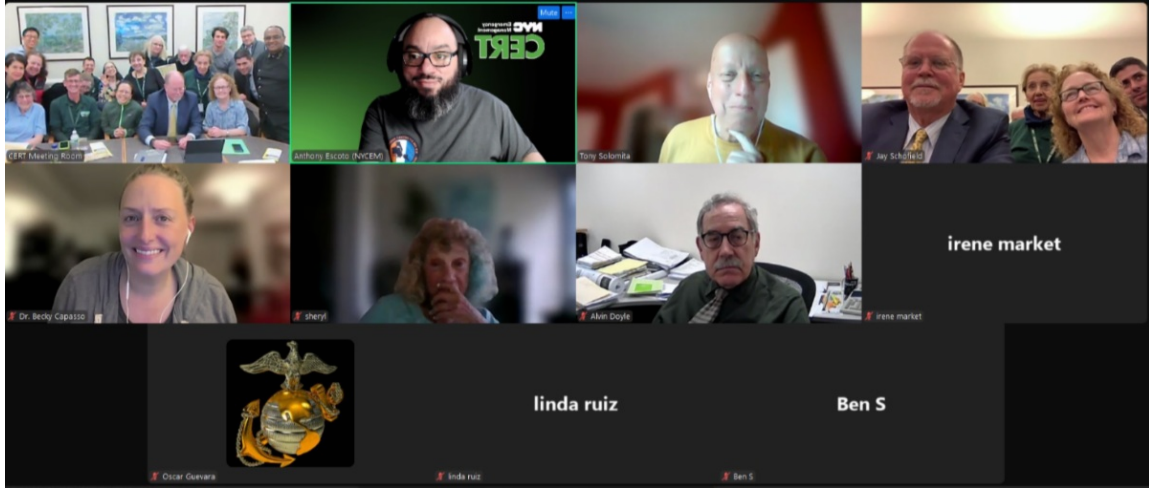 Mute
...
NYC Emergency Management
CERT
CERT Meeting Room
Anthony Escoto (NYCEM)
Tony Solomita
Jay Schofield
irene market
Dr. Becky Capasso
sheryl
Alvin Doyle
irene market
linda ruiz
Ben S
Oscar Guevara
linda ruiz
Ben S